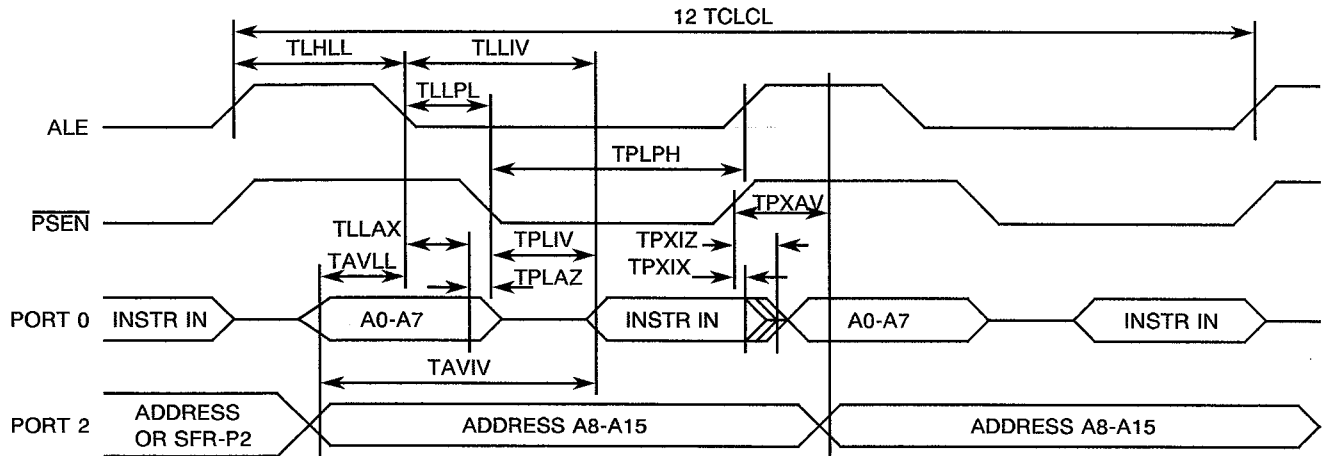 12 TCLCL
TLHLL
TLLIV
TLLPL
ALE
TPLPH
PSEN
TPXAV
TLLAX
TPLIV
TPXIZ
TAVLL
TPLAZ
TPXIX
PORT 0
INSTR IN
A0-A7
INSTR IN
A0-A7
INSTR IN
TAVIV
PORT 2
ADDRESS
OR SFR-P2
ADDRESS A8-A15
ADDRESS A8-A15